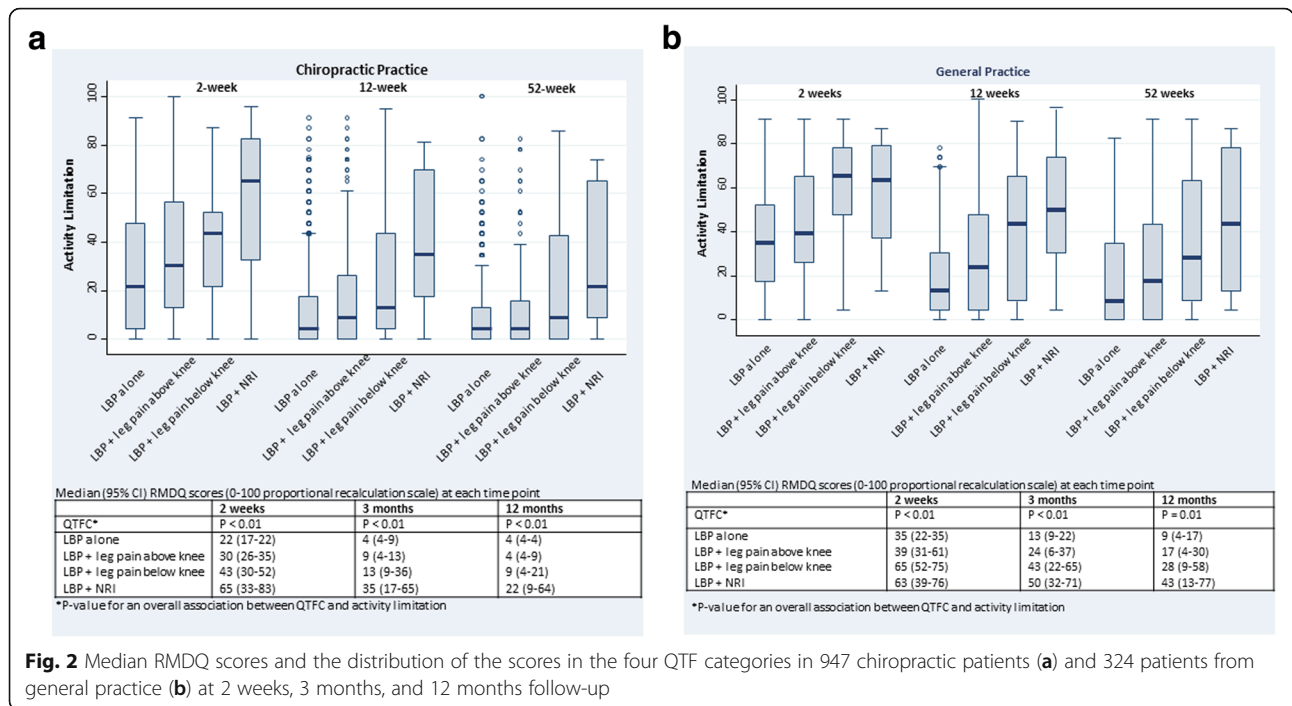 a
Chiropractic Practice
2-week 12-week 52-week
Activity Limitation
100
80
60
40
20
0
LBP alone
LBP + leg pain above knee
LBP + leg pain below knee
LBP + NRI
LBP alone
LBP + leg pain above knee
LBP + leg pain below knee
LBP + NRI
LBP alone
LBP + leg pain above knee
LBP + leg pain below knee
LBP + NRI
Median (95% CI) RMDQ scores (0-100 proportional recalculation scale) at each time point
2 weeks 3 months 12 months
QTFC* P < 0.01 P < 0.01 P < 0.01
LBP alone 22 (17-22) 4 (4-9) 4 (4-4)
LBP + leg pain above knee 30 (26-35) 9 (4-13) 4 (4-9)
LBP + leg pain below knee 43 (30-52) 13 (9-36) 9 (4-21)
LBP + NRI 65 (33-83) 35 (17-65) 22 (9-64)
*P-value for an overall association between QTFC and activity limitation
b
General Practice
2 weeks 12 weeks 52 weeks
Activity Limitation
100
80
60
40
20
0
LBP alone
LBP + leg pain above knee
LBP + leg pain below knee
LBP + NRI
LBP alone
LBP + leg pain above knee
LBP + leg pain below knee
LBP + NRI
LBP alone
LBP + leg pain above knee
LBP + leg pain below knee
LBP + NRI
Median (95% CI) RMDQ scores (0-100 proportional recalculation scale) at each time point
2 weeks 3 months 12 months
QTFC* P < 0.01 P < 0.01 P = 0.01
LBP alone 35 (22-35) 13 (9-22) 9 (4-17)
LBP + leg pain above knee 39 (31-61) 24 (6-37) 17 (4-30)
LBP + leg pain below knee 65 (52-75) 43 (22-65) 28 (9-58)
LBP + NRI 63 (39-76) 50 (32-71) 43 (13-77)
*P-value for an overall association between QTFC and activity limitation
Fig. 2 Median RMDQ scores and the distribution of the scores in the four QTF categories in 947 chiropractic patients (a) and 324 patients from
general practice (b) at 2 weeks, 3 months, and 12 months follow-up